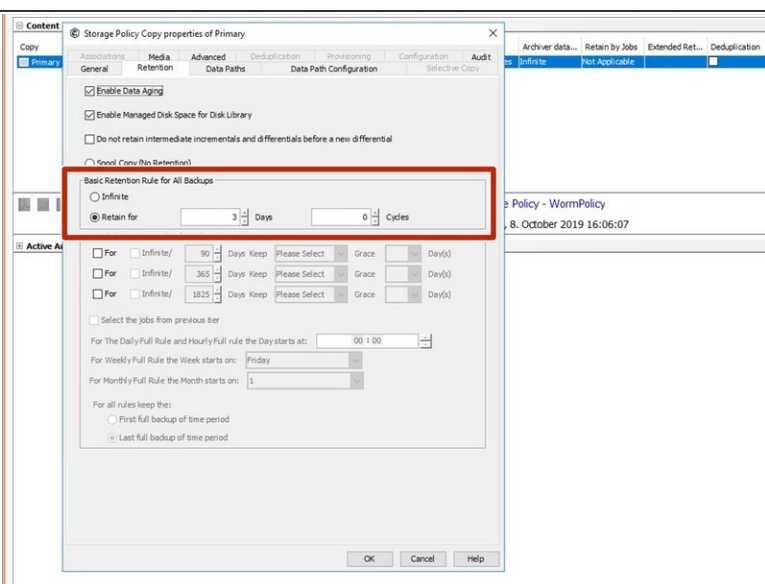 Content
Storage Policy Copy properties of Primary
Copy
Archiver data... Retain by Jobs Extended Ret... Deduplication
Primary
es Infinite Not Applicable
Associations Media Advanced Deduplication Provisioning Configuration Audit
General Retention Data Paths Data Path Configuration Selective Copy
Enable Data Aging
Enable Managed Disk Space for Disk Library
Do not retain intermediate incrementals and differentials before a new differential
Spool Copy (No Retention)
Basic Retention Rule for All Backups
Infinite
Retain for 3 Days 0 Cycles
e Policy - WormPolicy
, 8. October 2019 16:06:07
Active A
For Infinite/ 90 Days Keep Please Select Grace Day(s)
For Infinite/ 365 Days Keep Please Select Grace Day(s)
For Infinite/ 1825 Days Keep Please Select Grace Day(s)
Select the jobs from previous tier
For The Daily Full Rule and Hourly Full rule the Day starts at: 00 : 00
For Weekly Full Rule the Week starts on: Friday
For Monthly Full Rule the Month starts on: 1
For all rules keep the:
First full backup of time period
Last full backup of time period
OK Cancel Help